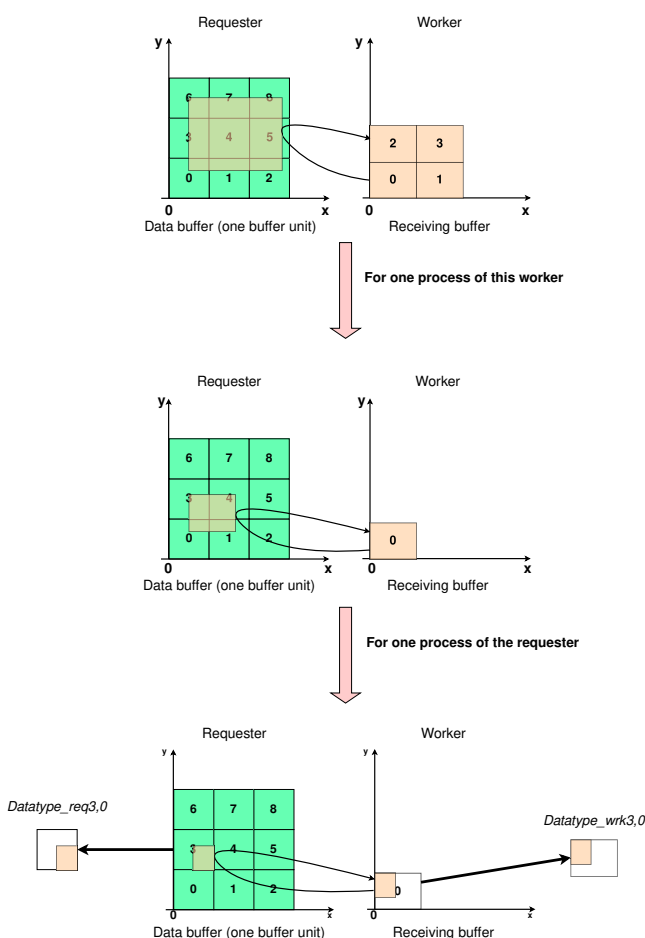 Requester Worker
y y
6 7 8
3 4 5 2 3
0 1 2 0 1
0 x 0 x
Data buffer (one buffer unit) Receiving buffer
For one process of this worker
Requester Worker
y y
6 7 8
3 4 5
0 1 2 0
0 x 0 x
Data buffer (one buffer unit) Receiving buffer
For one process of the requester
Requester Worker
y y
Datatype_req3,0 6 7 8 Datatype_wrk3,0
3 4 5
0 1 2 0
0 x 0 x
Data buffer (one buffer unit) Receiving buffer